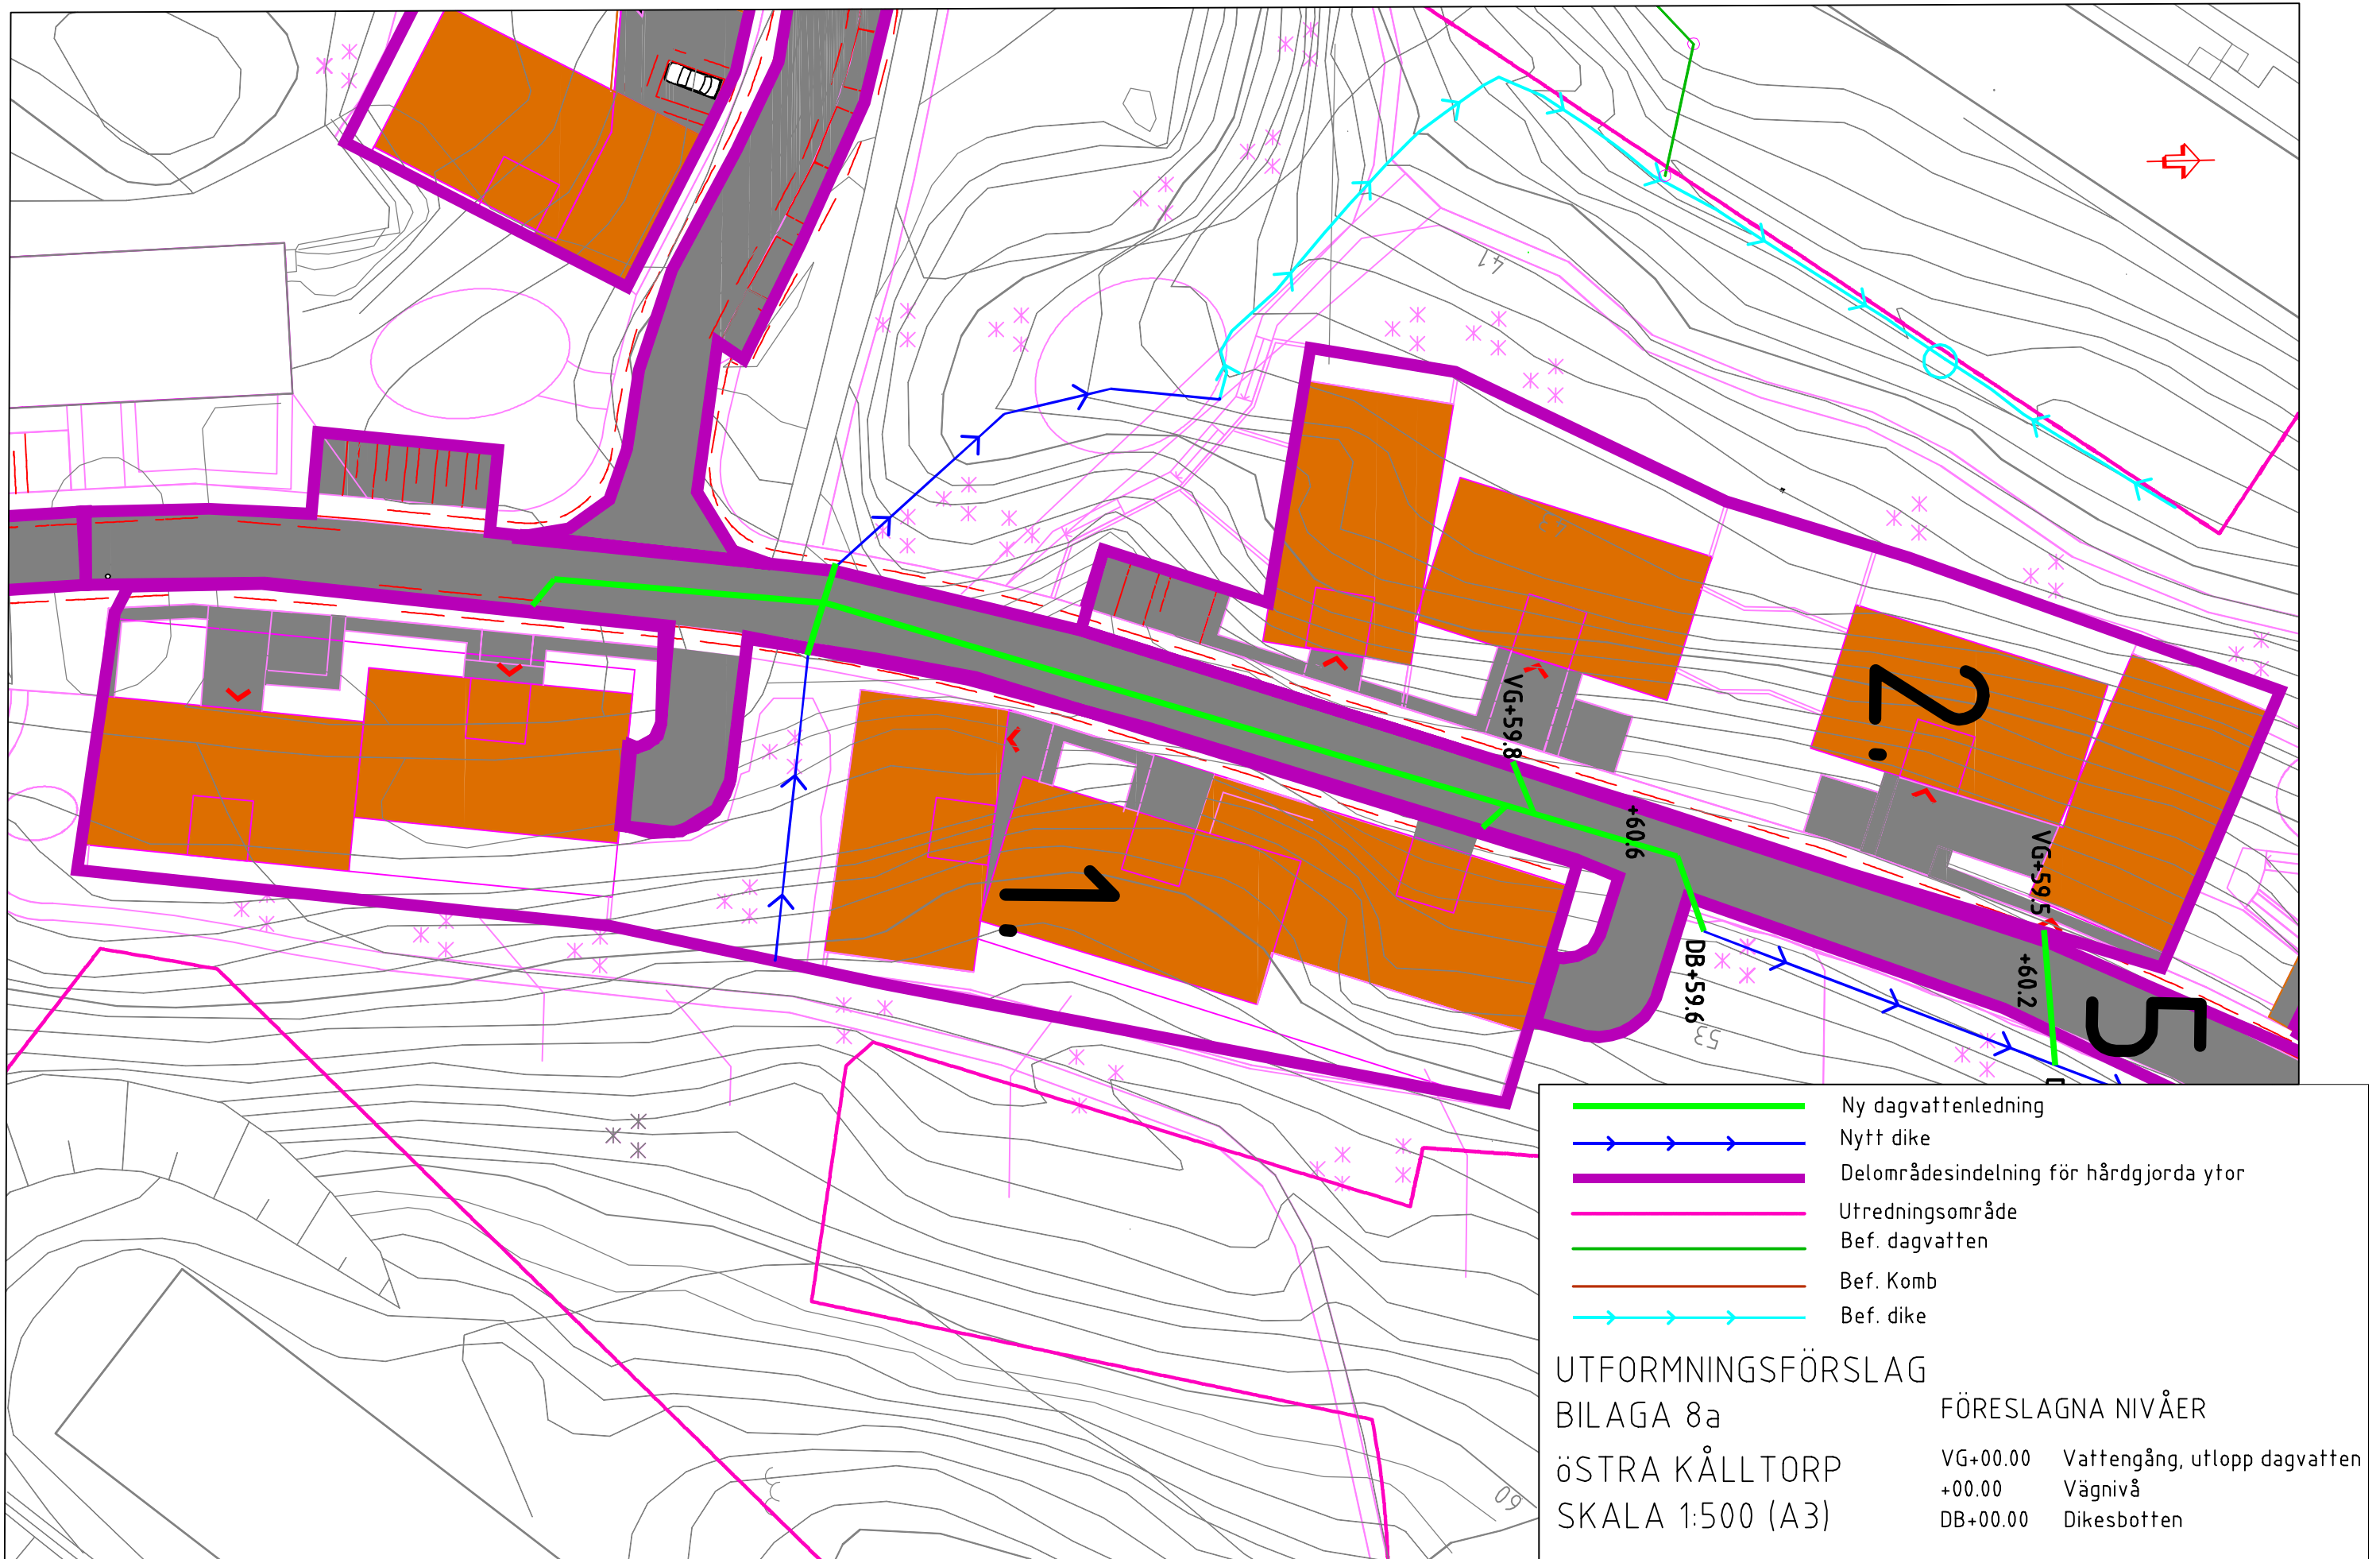 41
43
2.
VG+59.8
+60.6
VG+59.5
1.
DB+59.6
53
+60.2
5
Ny dagvattenledning
Nytt dike
Delområdesindelning för hårdgjorda ytor
Utredningsområde
Bef. dagvatten
Bef. Komb
Bef. dike
UTFORMNINGSFÖRSLAG
BILAGA 8a
öSTRA KÅLLTORP
SKALA 1:500 (A3)
FÖRESLAGNA NIVÅER
VG+00.00 Vattengång, utlopp dagvatten
+00.00 Vägnivå
DB+00.00 Dikesbotten
60